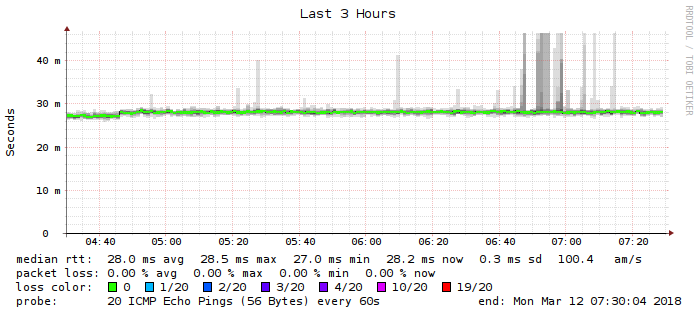 Last 3 Hours
RRDTOOL / TOBI OETIKER
Seconds
40 m
30 m
20 m
10 m
0
04:40 05:00 05:20 05:40 06:00 06:20 06:40 07:00 07:20
median rtt: 28.0 ms avg 28.5 ms max 27.0 ms min 28.2 ms now 0.3 ms sd 100.4 am/s
packet loss: 0.00 % avg 0.00 % max 0.00 % min 0.00 % now
loss color: 0 1/20 2/20 3/20 4/20 10/20 19/20
probe: 20 ICMP Echo Pings (56 Bytes) every 60s end: Mon Mar 12 07:30:04 2018